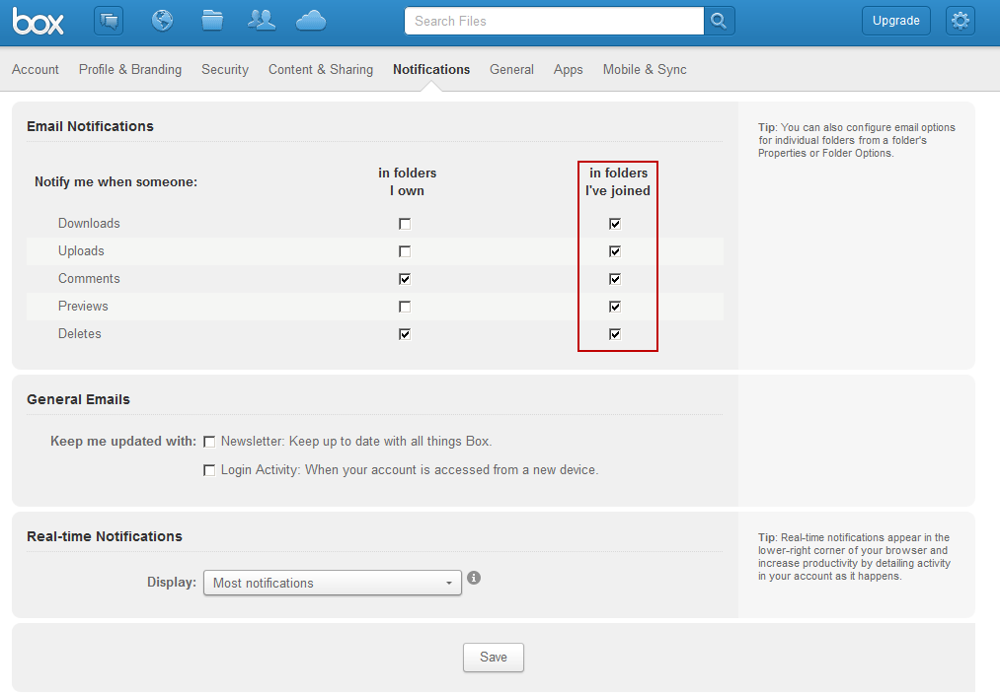 box
Search Files
Upgrade
Account Profile & Branding Security Content & Sharing Notifications General Apps Mobile & Sync
Email Notifications
Notify me when someone:
in folders
I own
in folders
I've joined
Downloads
Uploads
Comments
Previews
Deletes
Tip: You can also configure email options
for individual folders from a folder's
Properties or Folder Options.
General Emails
Keep me updated with: Newsletter: Keep up to date with all things Box.
Login Activity: When your account is accessed from a new device.
Real-time Notifications
Display: Most notifications
Tip: Real-time notifications appear in the
lower-right corner of your browser and
increase productivity by detailing activity
in your account as it happens.
Save